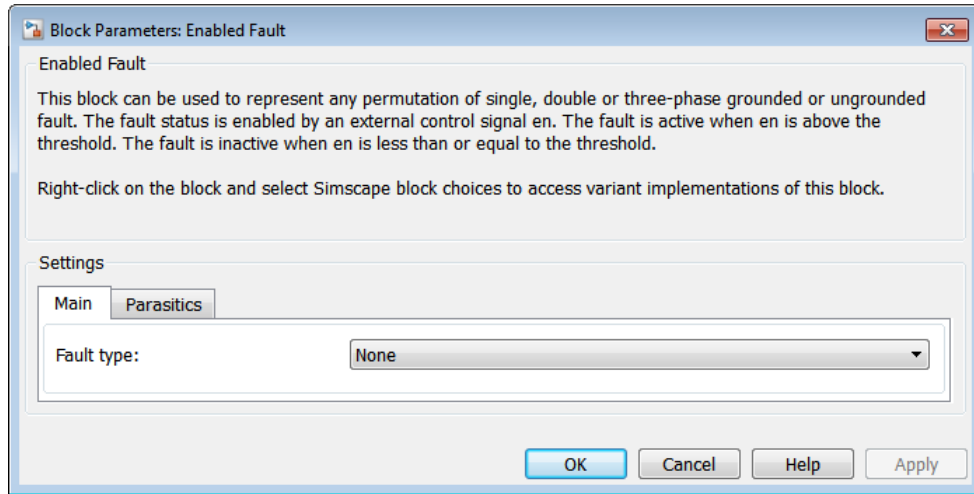 Block Parameters: Enabled Fault
Enabled Fault
This block can be used to represent any permutation of single, double or three-phase grounded or ungrounded
fault. The fault status is enabled by an external control signal en. The fault is active when en is above the
threshold. The fault is inactive when en is less than or equal to the threshold.
Right-click on the block and select Simscape block choices to access variant implementations of this block.
Settings
Main Parasitics
Fault type: None
OK Cancel Help Apply